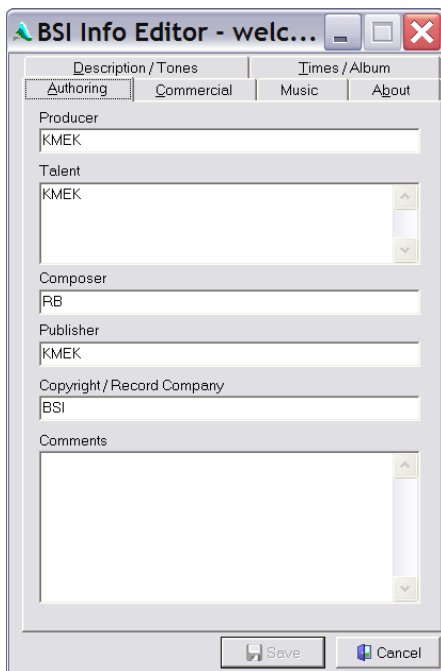 BSI Info Editor - welc...
Description / Tones Times / Album
Authoring Commercial Music About
Producer
KMEK
Talent
KMEK
Composer
RB
Publisher
KMEK
Copyright / Record Company
BSI
Comments
Save Cancel